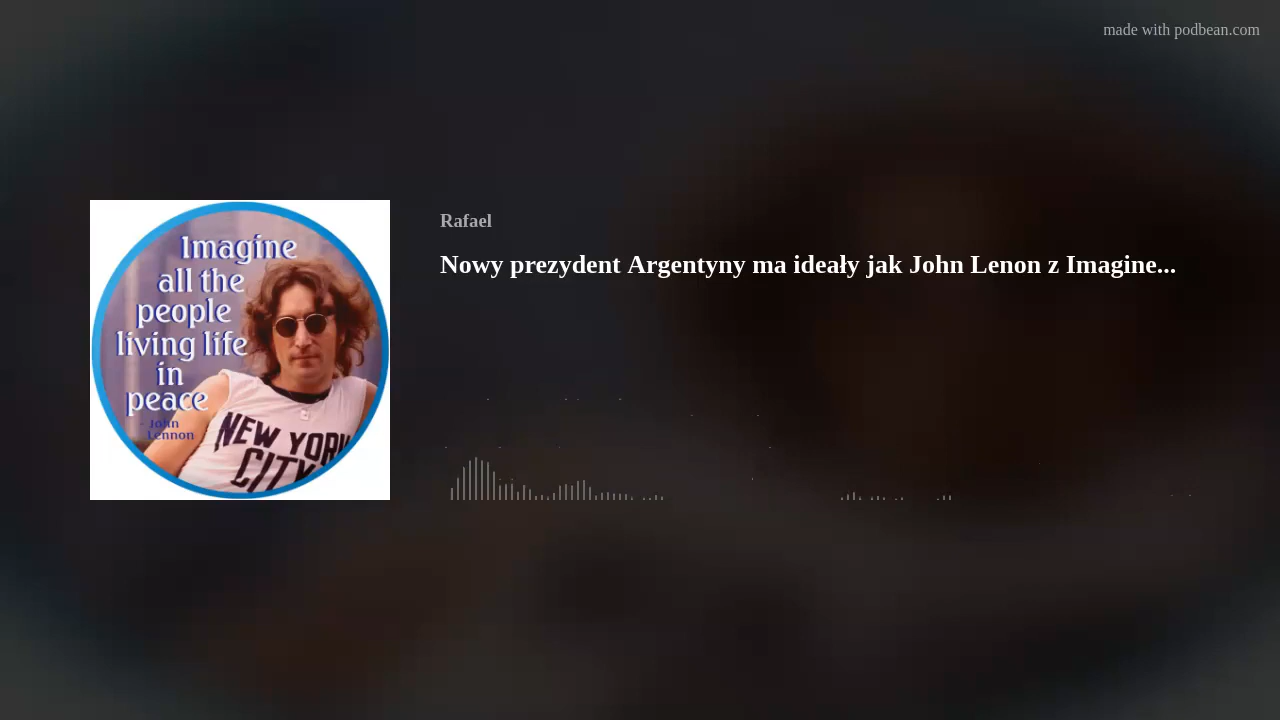 made with podbean.com
Rafael
Nowy prezydent Argentyny ma ideały jak John Lenon z Imagine...
Imagine
all the
people
living life
in
peace
- John
Lennon
NEW YORK
CITY